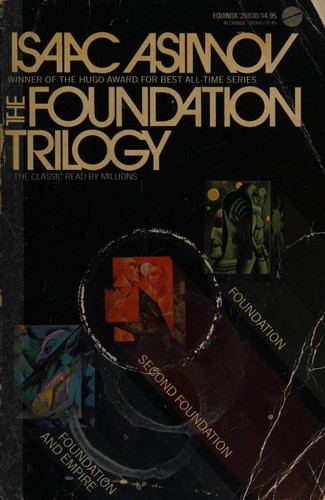 EQUINOX/26930/$4.95
ISAAC ASIMOV
WINNER OF THE HUGO AWARD FOR BEST ALL-TIME SERIES
THE FOUNDATION
TRILOGY
THE CLASSIC READ BY MILLIONS
FOUNDATION
SECOND FOUNDATION
FOUNDATION
AND EMPIRE